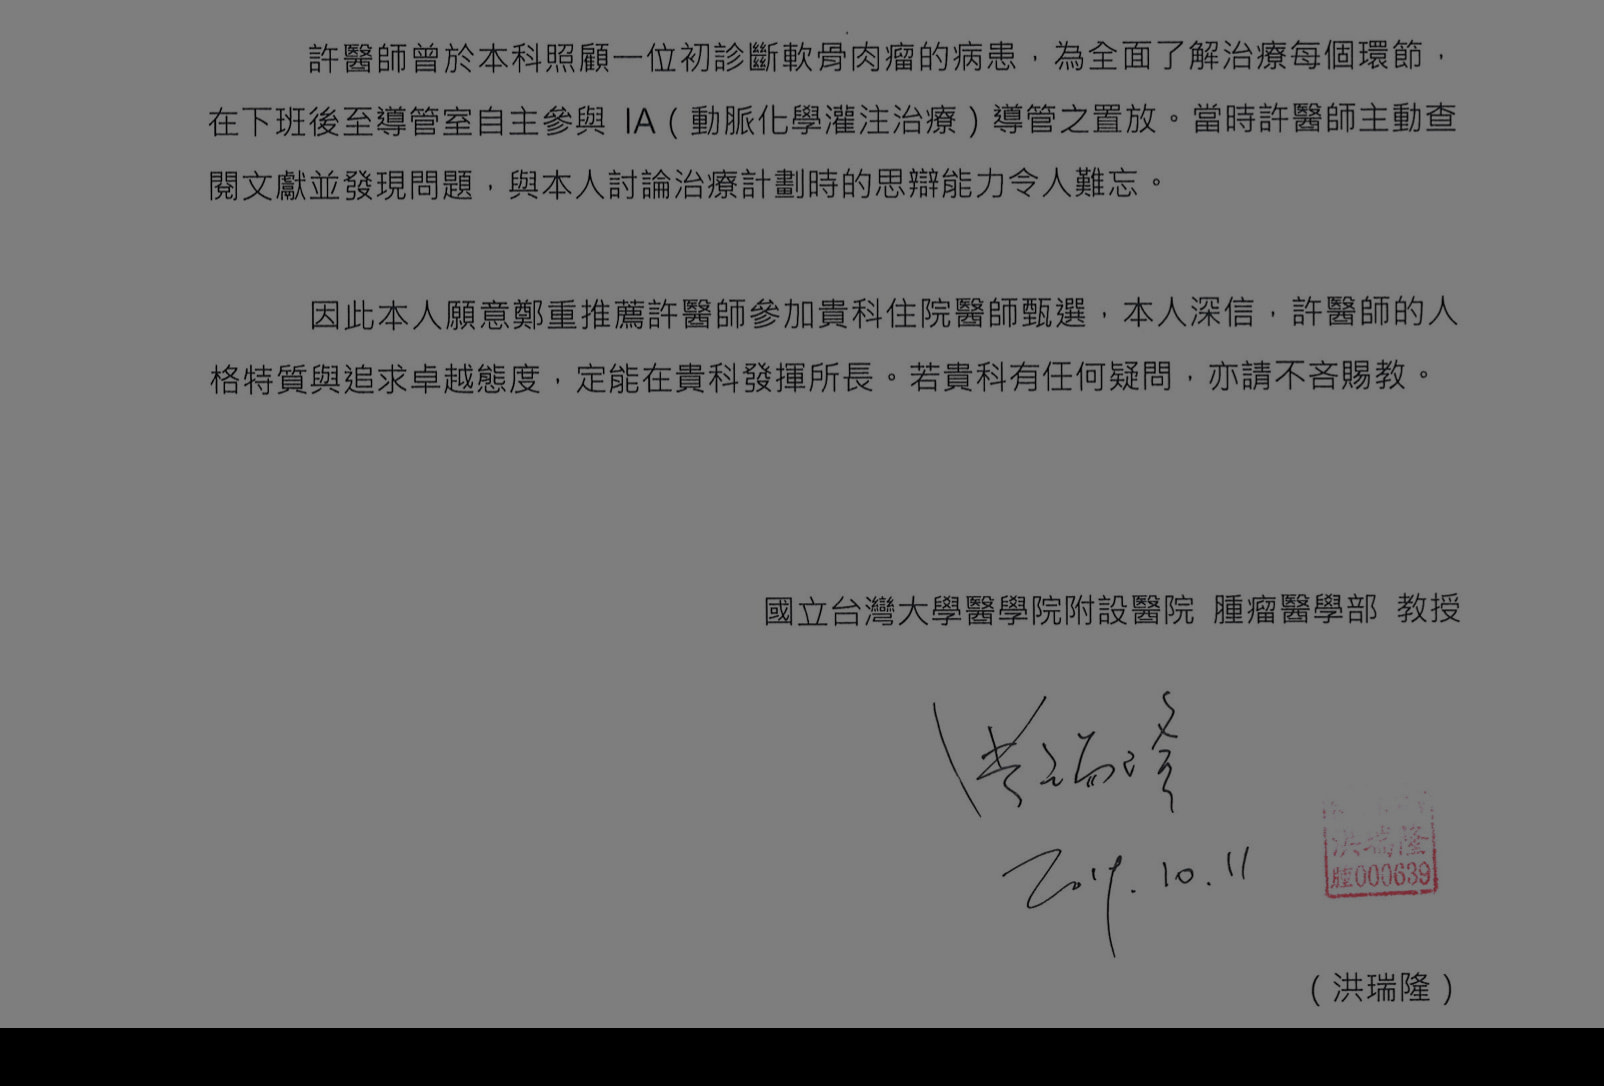 許醫師曾於本科照顧一位初診斷軟骨肉瘤的病患，為全面了解治療每個環節，
在下班後至導管室自主參與 IA（動脈化學灌注治療）導管之置放。當時許醫師主動查
閱文獻並發現問題，與本人討論治療計劃時的思辯能力令人難忘。
因此本人願意鄭重推薦許醫師參加貴科住院醫師甄選，本人深信，許醫師的人
格特質與追求卓越態度，定能在貴科發揮所長。若貴科有任何疑問，亦請不吝賜教。
國立台灣大學醫學院附設醫院 腫瘤醫學部 教授
洪瑞隆
2019.10.11
洪瑞隆
腫000639
（洪瑞隆）